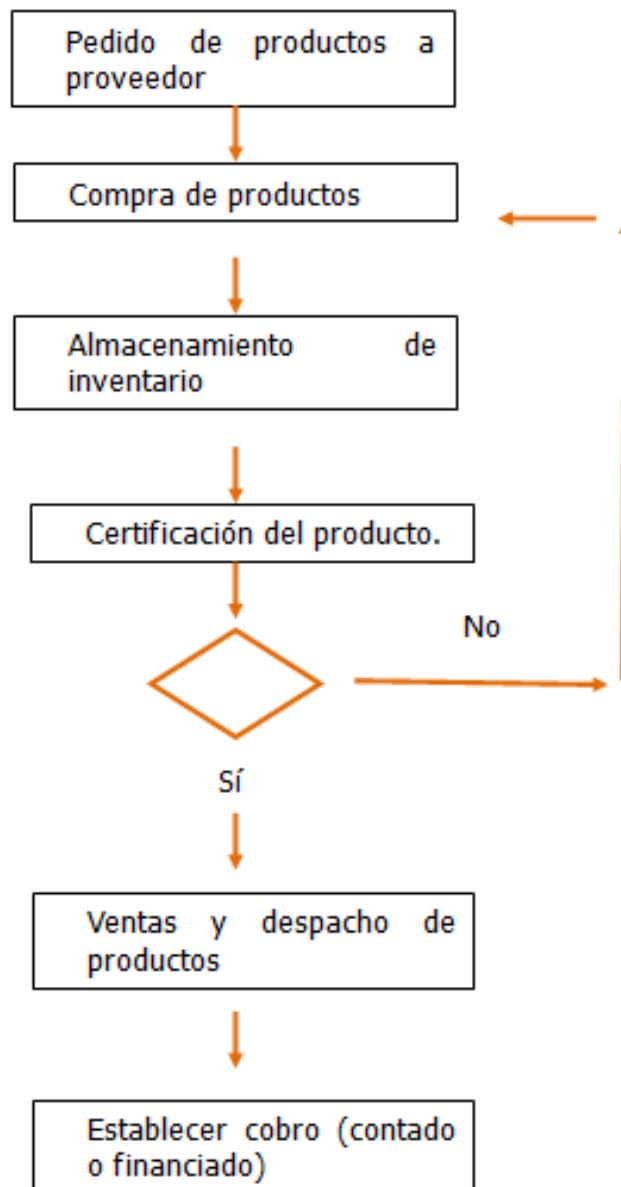 Pedido de productos a
proveedor
Compra de productos
Almacenamiento de
inventario
Certificación del producto.
No
Sí
Ventas y despacho de
productos
Establecer cobro (contado
o financiado)